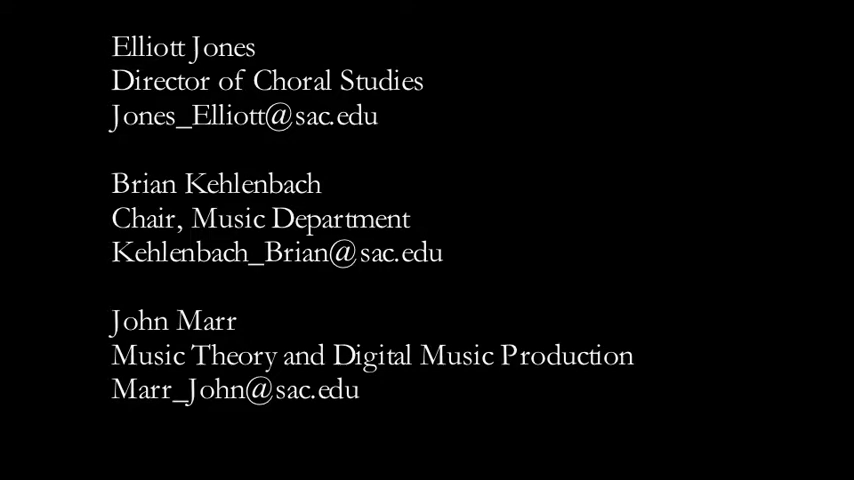 Elliott Jones
Director of Choral Studies
Jones_Elliott@sac.edu
Brian Kehlenbach
Chair, Music Department
Kehlenbach_Brian@sac.edu
John Marr
Music Theory and Digital Music Production
Marr_John@sac.edu